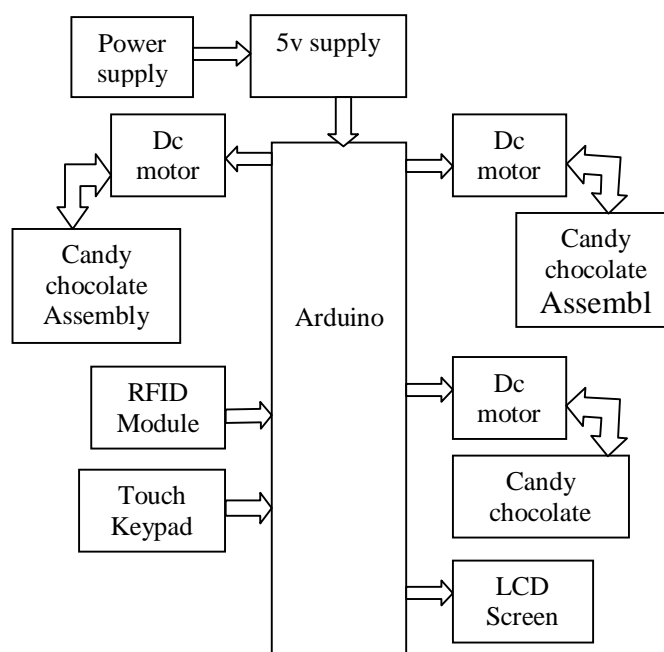 Power
supply
5v supply
Dc
motor
Dc
motor
Candy
chocolate
Assembly
Candy
chocolate
Assembl
Arduino
RFID
Module
Dc
motor
Touch
Keypad
Candy
chocolate
LCD
Screen